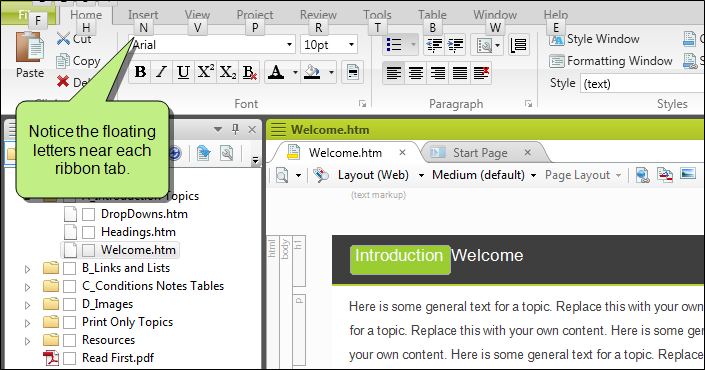 Home Insert View Project Review Tools Table Window Help
F H N V P R T B W E
Cut
Arial 10pt
Style Window
Paste
Copy
Formatting Window
B I U X² X₂ B
Style (text)
Font Paragraph Styles
Notice the floating
letters near each
ribbon tab.
Welcome.htm
Welcome.htm Start Page
Layout (Web) Medium (default) Page Layout
(text markup)
Introduction Topics
DropDowns.htm
Headings.htm
Welcome.htm
B_Links and Lists
C_Conditions Notes Tables
D_Images
Print Only Topics
Resources
Read First.pdf
html body h1
p
Introduction Welcome
Here is some general text for a topic. Replace this with your own
for a topic. Replace this with your own content. Here is some general
your own content. Here is some general text for a topic. Replace